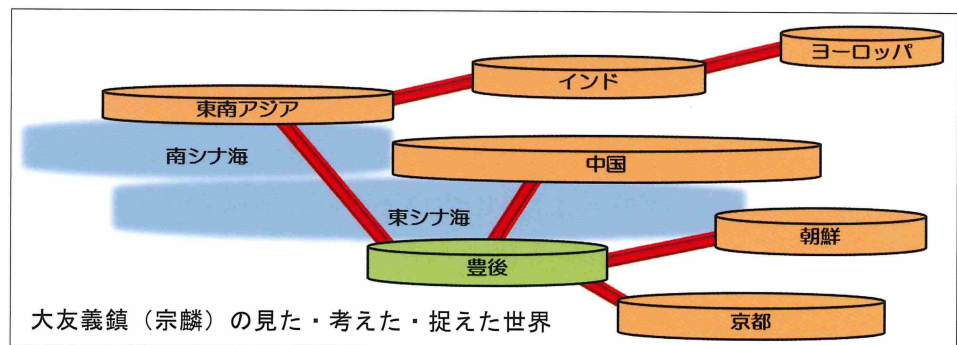 ヨーロッパ
インド
東南アジア
南シナ海
中国
東シナ海
朝鮮
豊後
京都
大友義鎮（宗麟）の見た・考えた・捉えた世界